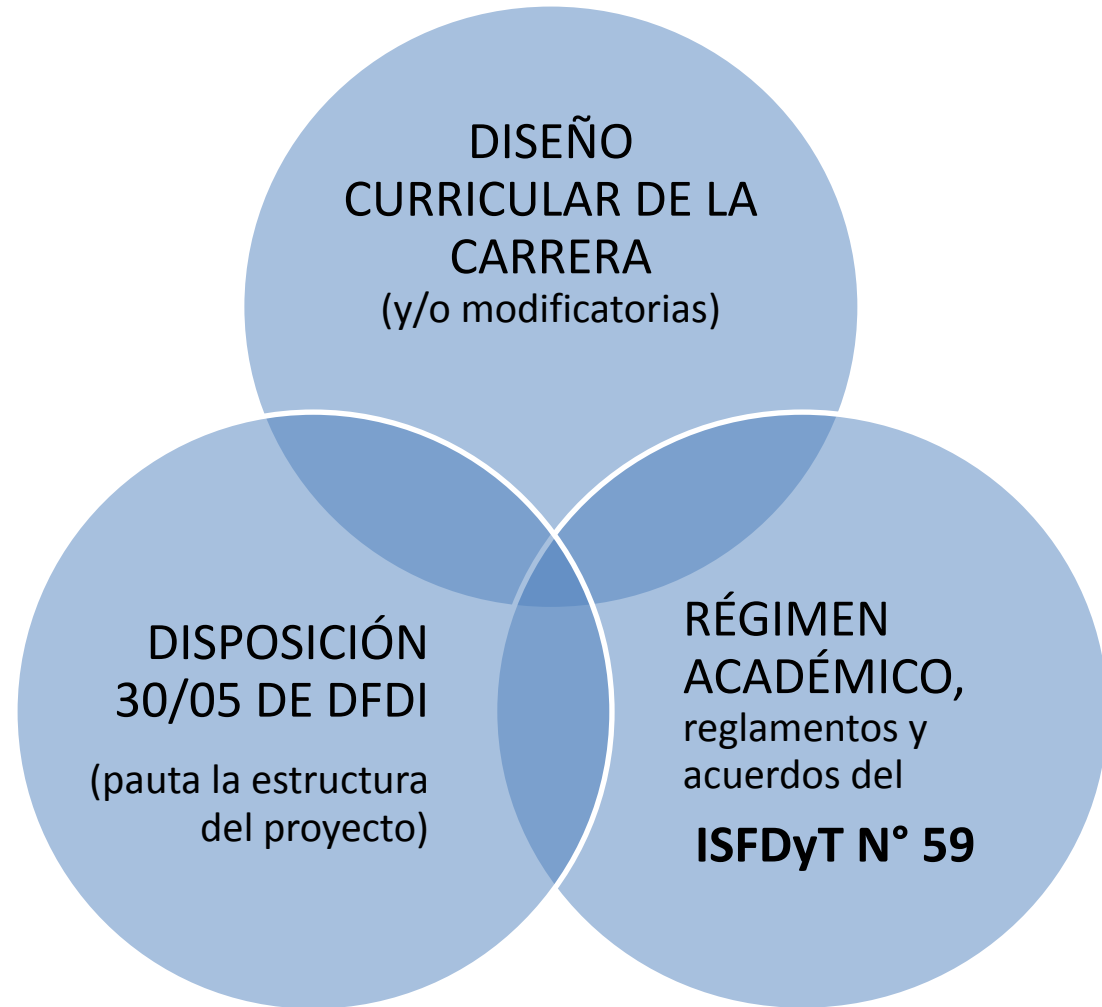 DISEÑO
CURRICULAR DE LA
CARRERA
(y/o modificatorias)
DISPOSICIÓN
30/05 DE DFDI
(pauta la estructura
del proyecto)
RÉGIMEN
ACADÉMICO,
reglamentos y
acuerdos del
ISFDyT N° 59